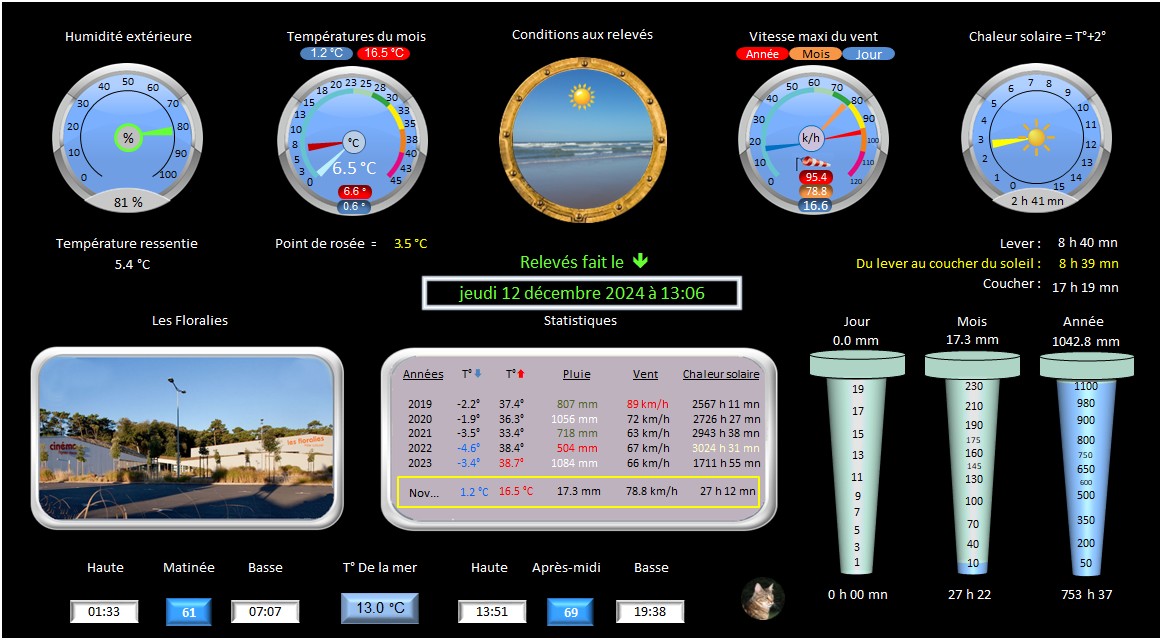 Humidité extérieure
Températures du mois
1.2 °C 16.5 °C
Conditions aux relevés
Vitesse maxi du vent
Année Mois Jour
Chaleur solaire = T°+2°
0 10 20 30 40 50 60 70 80 90 100
%
81 %
0 3 5 8 10 13 15 18 20 23 25 28 30 33 35 38 40 43 45
°C
6.5 °C
6.6 °
0.6 °
0 10 20 30 40 50 60 70 80 90 100 110 120
k/h
95.4
78.8
16.6
0 1 2 3 4 5 6 7 8 9 10 11 12 13 14 15
2 h 41 mn
Température ressentie
5.4 °C
Point de rosée = 3.5 °C
Relevés fait le
jeudi 12 décembre 2024 à 13:06
Lever : 8 h 40 mn
Du lever au coucher du soleil : 8 h 39 mn
Coucher : 17 h 19 mn
Les Floralies
cinéma
les floralies
Statistiques
Années T° T° Pluie Vent Chaleur solaire
2019 -2.2° 37.4° 807 mm 89 km/h 2567 h 11 mn
2020 -1.9° 36.3° 1056 mm 72 km/h 2726 h 27 mn
2021 -3.5° 33.4° 718 mm 63 km/h 2943 h 38 mn
2022 -4.6° 38.4° 504 mm 67 km/h 3024 h 31 mn
2023 -3.4° 38.7° 1084 mm 66 km/h 1711 h 55 mn
Nov... 1.2 °C 16.5 °C 17.3 mm 78.8 km/h 27 h 12 mn
Jour
0.0 mm
19
17
15
13
11
9
7
5
3
1
0 h 00 mn
Mois
17.3 mm
230
210
190
175
160
145
130
100
70
40
10
27 h 22
Année
1042.8 mm
1100
980
900
800
750
650
600
500
350
200
50
753 h 37
Haute Matinée Basse
01:33 61 07:07
T° De la mer
13.0 °C
Haute Après-midi Basse
13:51 69 19:38